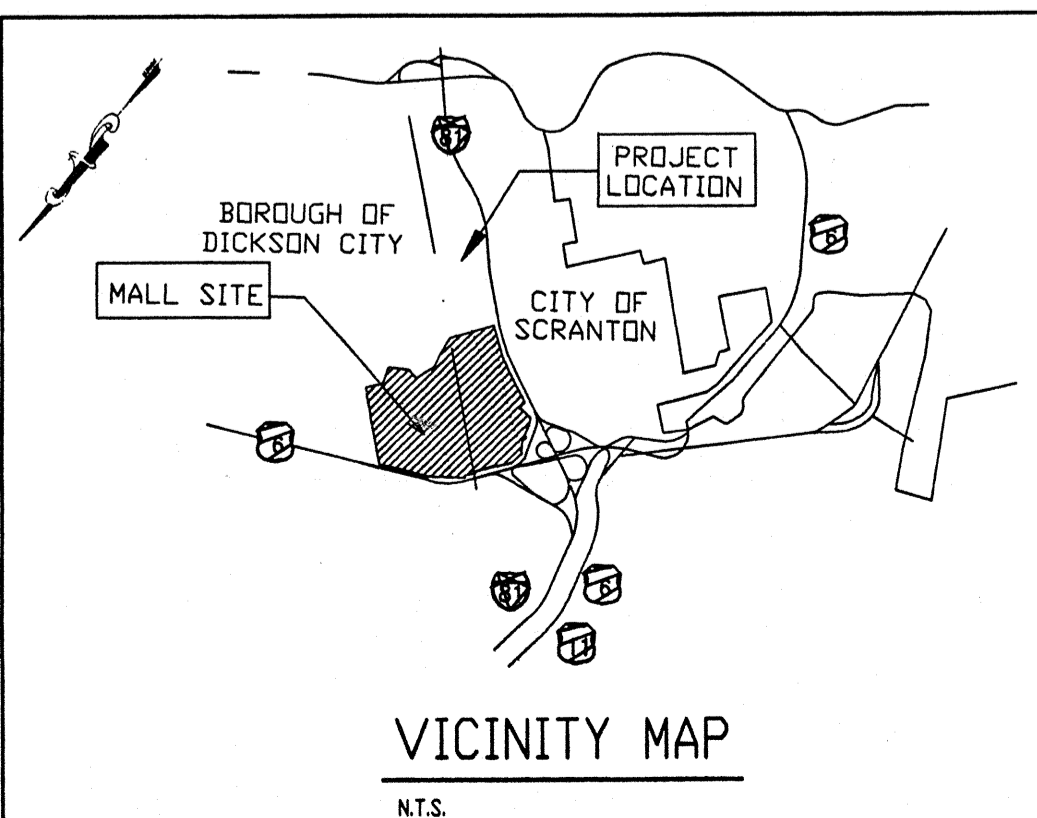 81
PROJECT
LOCATION
BOROUGH OF
DICKSON CITY
6
MALL SITE
CITY OF
SCRANTON
6
81
6
11
VICINITY MAP
N.T.S.